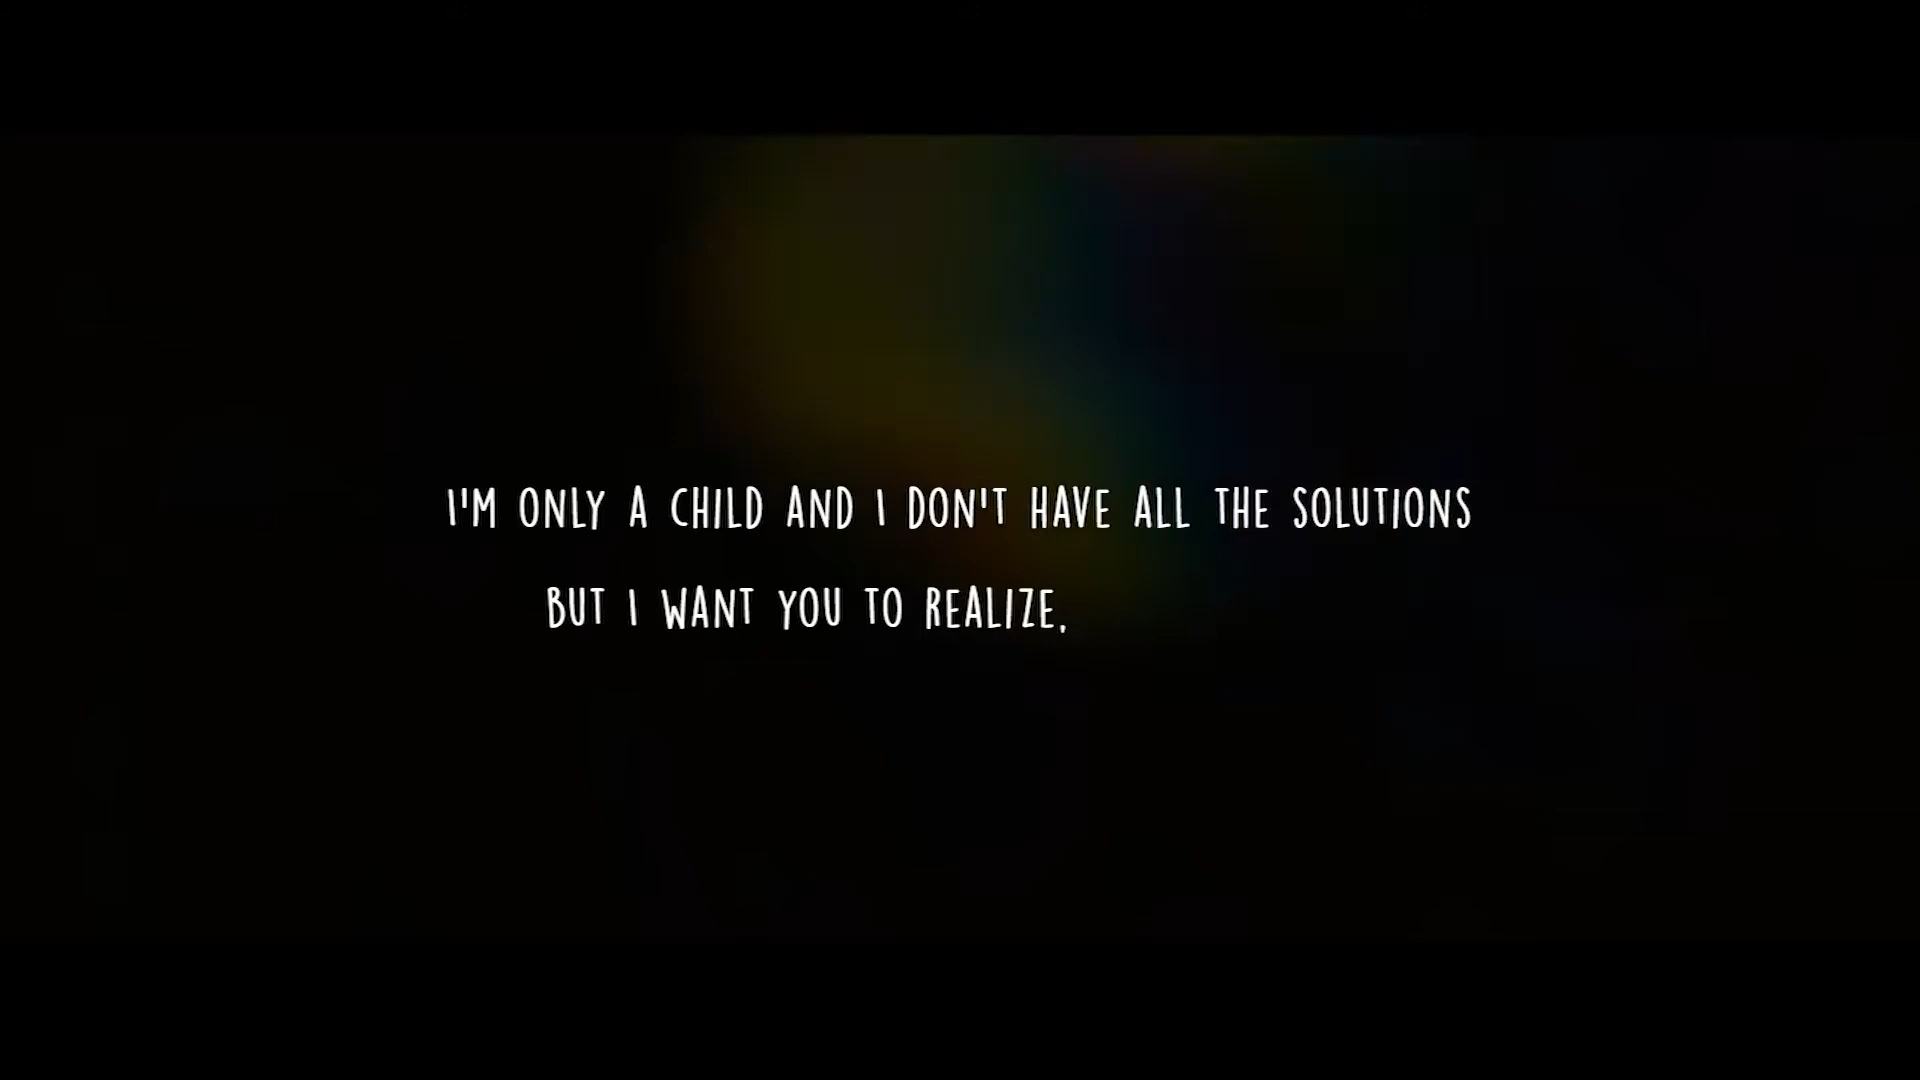 I'M ONLY A CHILD AND I DON'T HAVE ALL THE SOLUTIONS
BUT I WANT YOU TO REALIZE,